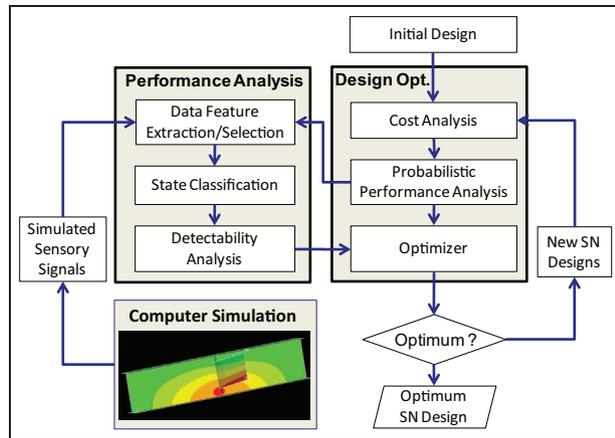 Initial Design
Performance Analysis
Design Opt.
Data Feature
Extraction/Selection
Cost Analysis
State Classification
Probabilistic
Performance Analysis
Simulated
Sensory
Signals
Detectability
Analysis
Optimizer
New SN
Designs
Computer Simulation
Optimum ?
Optimum
SN Design